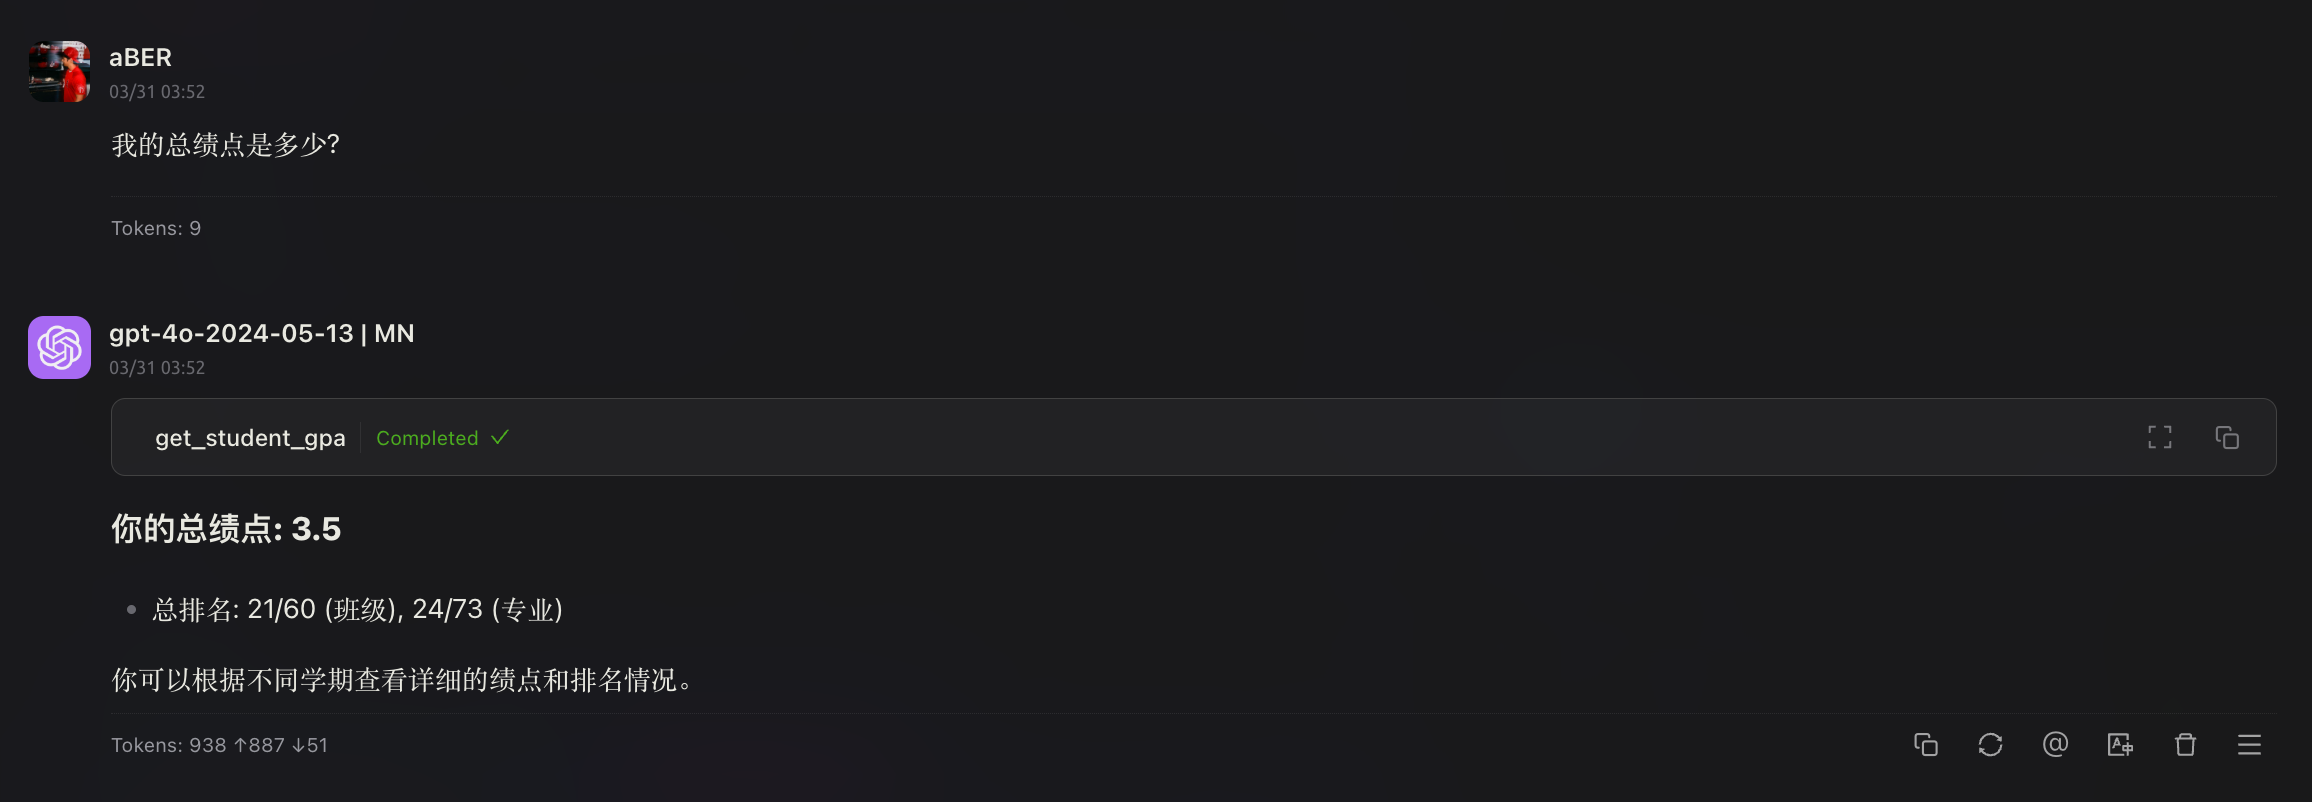 aBER
03/31 03:52
我的总绩点是多少?
Tokens: 9
gpt-4o-2024-05-13 | MN
03/31 03:52
get_student_gpa Completed ✓
你的总绩点: 3.5
• 总排名: 21/60 (班级), 24/73 (专业)
你可以根据不同学期查看详细的绩点和排名情况。
Tokens: 938 ↑887 ↓51